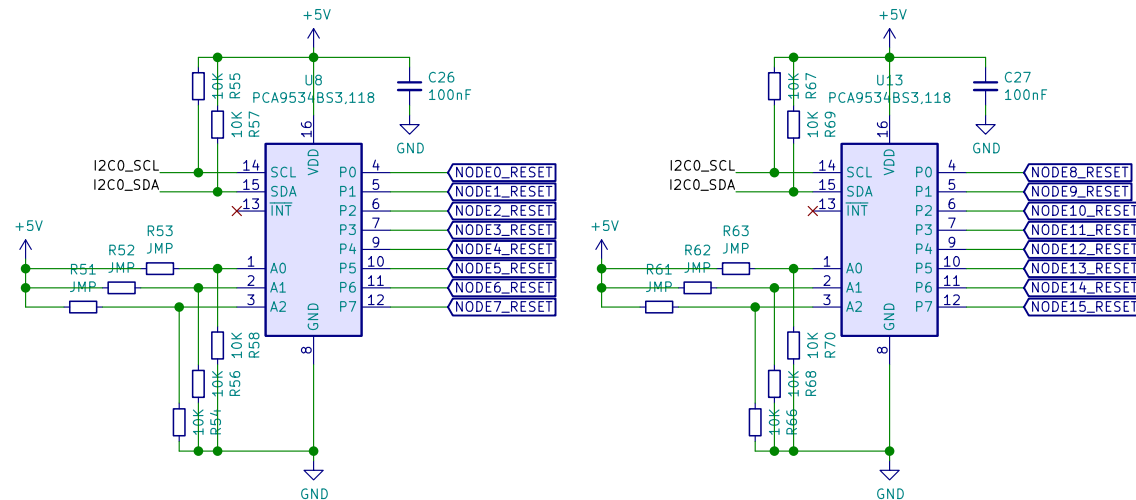 +5V
R55
10K
R57
10K
U8
PCA9534BS3,118
C26
100nF
GND
16
VDD
I2C0_SCL
14
SCL
P0
4
NODE0_RESET
I2C0_SDA
15
SDA
P1
5
NODE1_RESET
13
INT
P2
6
NODE2_RESET
P3
7
NODE3_RESET
P4
9
NODE4_RESET
+5V
R53
JMP
R52
JMP
R51
JMP
1
A0
P5
10
NODE5_RESET
2
A1
P6
11
NODE6_RESET
3
A2
P7
12
NODE7_RESET
GND
8
10K
R58
10K
R56
10K
R54
GND
+5V
R67
10K
R69
10K
U13
PCA9534BS3,118
C27
100nF
GND
16
VDD
I2C0_SCL
14
SCL
P0
4
NODE8_RESET
I2C0_SDA
15
SDA
P1
5
NODE9_RESET
13
INT
P2
6
NODE10_RESET
P3
7
NODE11_RESET
P4
9
NODE12_RESET
+5V
R63
JMP
R62
JMP
R61
JMP
1
A0
P5
10
NODE13_RESET
2
A1
P6
11
NODE14_RESET
3
A2
P7
12
NODE15_RESET
GND
8
10K
R70
10K
R68
10K
R66
GND